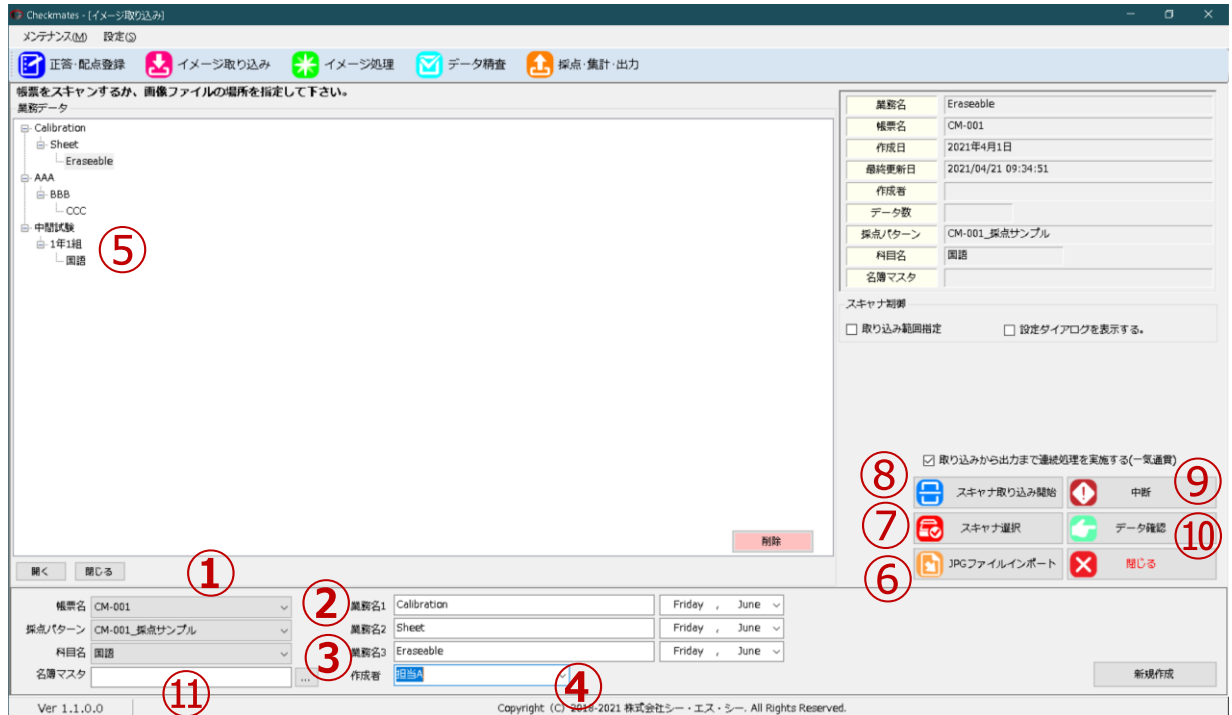 Checkmates - [イメージ取り込み]
メンテナンス(M) 設定(S)
正答・配点登録 イメージ取り込み イメージ処理 データ精査 採点・集計・出力
帳票をスキャンするか、画像ファイルの場所を指定して下さい。
業務データ
Calibration
Sheet
Eraseable
AAA
BBB
CCC
中間試験
1年1組
国語
⑤
削除
開く 閉じる
業務名 Eraseable
帳票名 CM-001
作成日 2021年4月1日
最終更新日 2021/04/21 09:34:51
作成者
データ数
採点パターン CM-001_採点サンプル
科目名 国語
名簿マスタ
スキャナ制御
取り込み範囲指定 設定ダイアログを表示する。
取り込みから出力まで連続処理を実施する(一気通貫)
⑧ スキャナ取り込み開始 中断 ⑨
⑦ スキャナ選択 データ確認 ⑩
⑥ JPGファイルインポート 閉じる
①
帳票名 CM-001 ② 業務名1 Calibration Friday , June
採点パターン CM-001_採点サンプル 業務名2 Sheet Friday , June
科目名 国語 ③ 業務名3 Eraseable Friday , June
名簿マスタ ... 作成者 担当A ④ 新規作成
⑪
Ver 1.1.0.0 Copyright (C) 2018-2021 株式会社シー・エス・シー. All Rights Reserved.